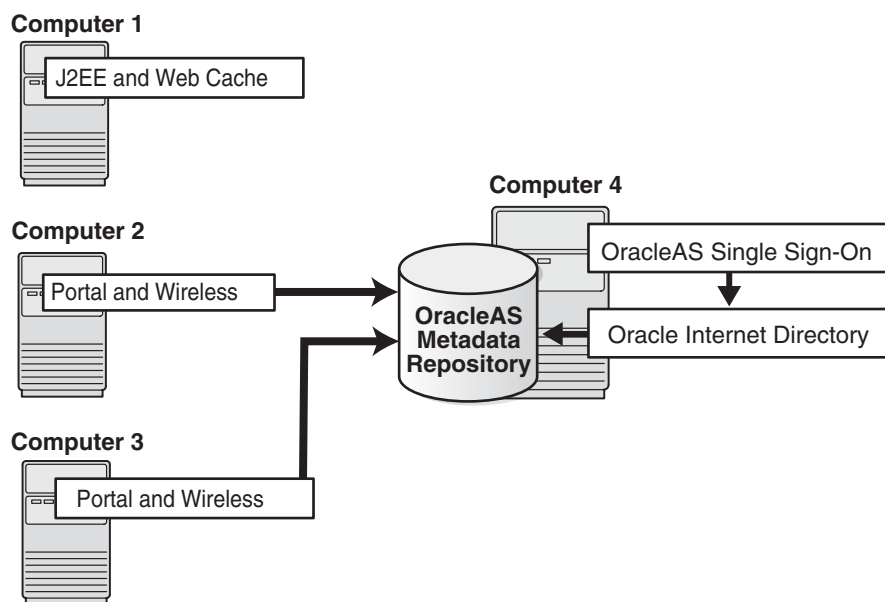 Computer 1
J2EE and Web Cache
Computer 4
Computer 2
OracleAS Single Sign-On
Portal and Wireless
OracleAS
Metadata
Repository
Oracle Internet Directory
Computer 3
Portal and Wireless